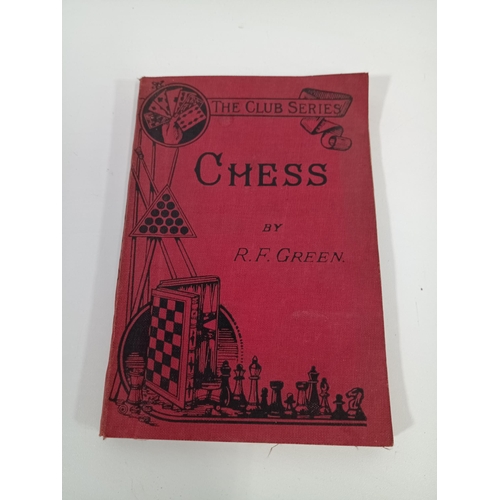 THE CLUB SERIES
CHESS
BY
R. F. GREEN.